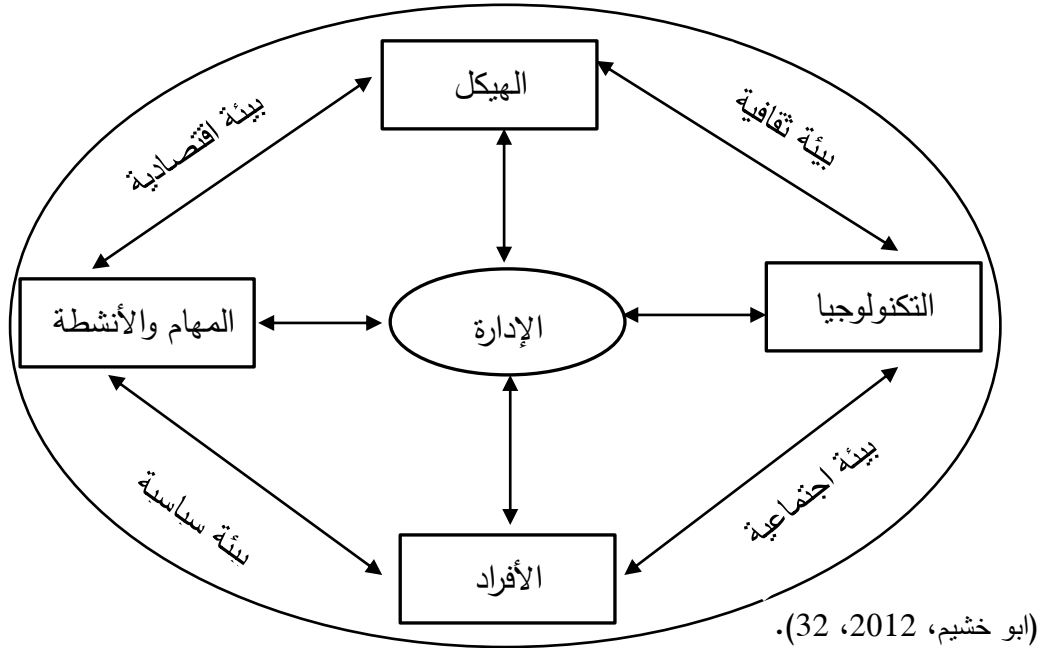 الهيكل
بيئة ثقافية
بيئة اقتصادية
التكنولوجيا
الإدارة
المهام والأنشطة
بيئة اجتماعية
بيئة سياسية
الأفراد
(ابو خشيم، 2012، 32).